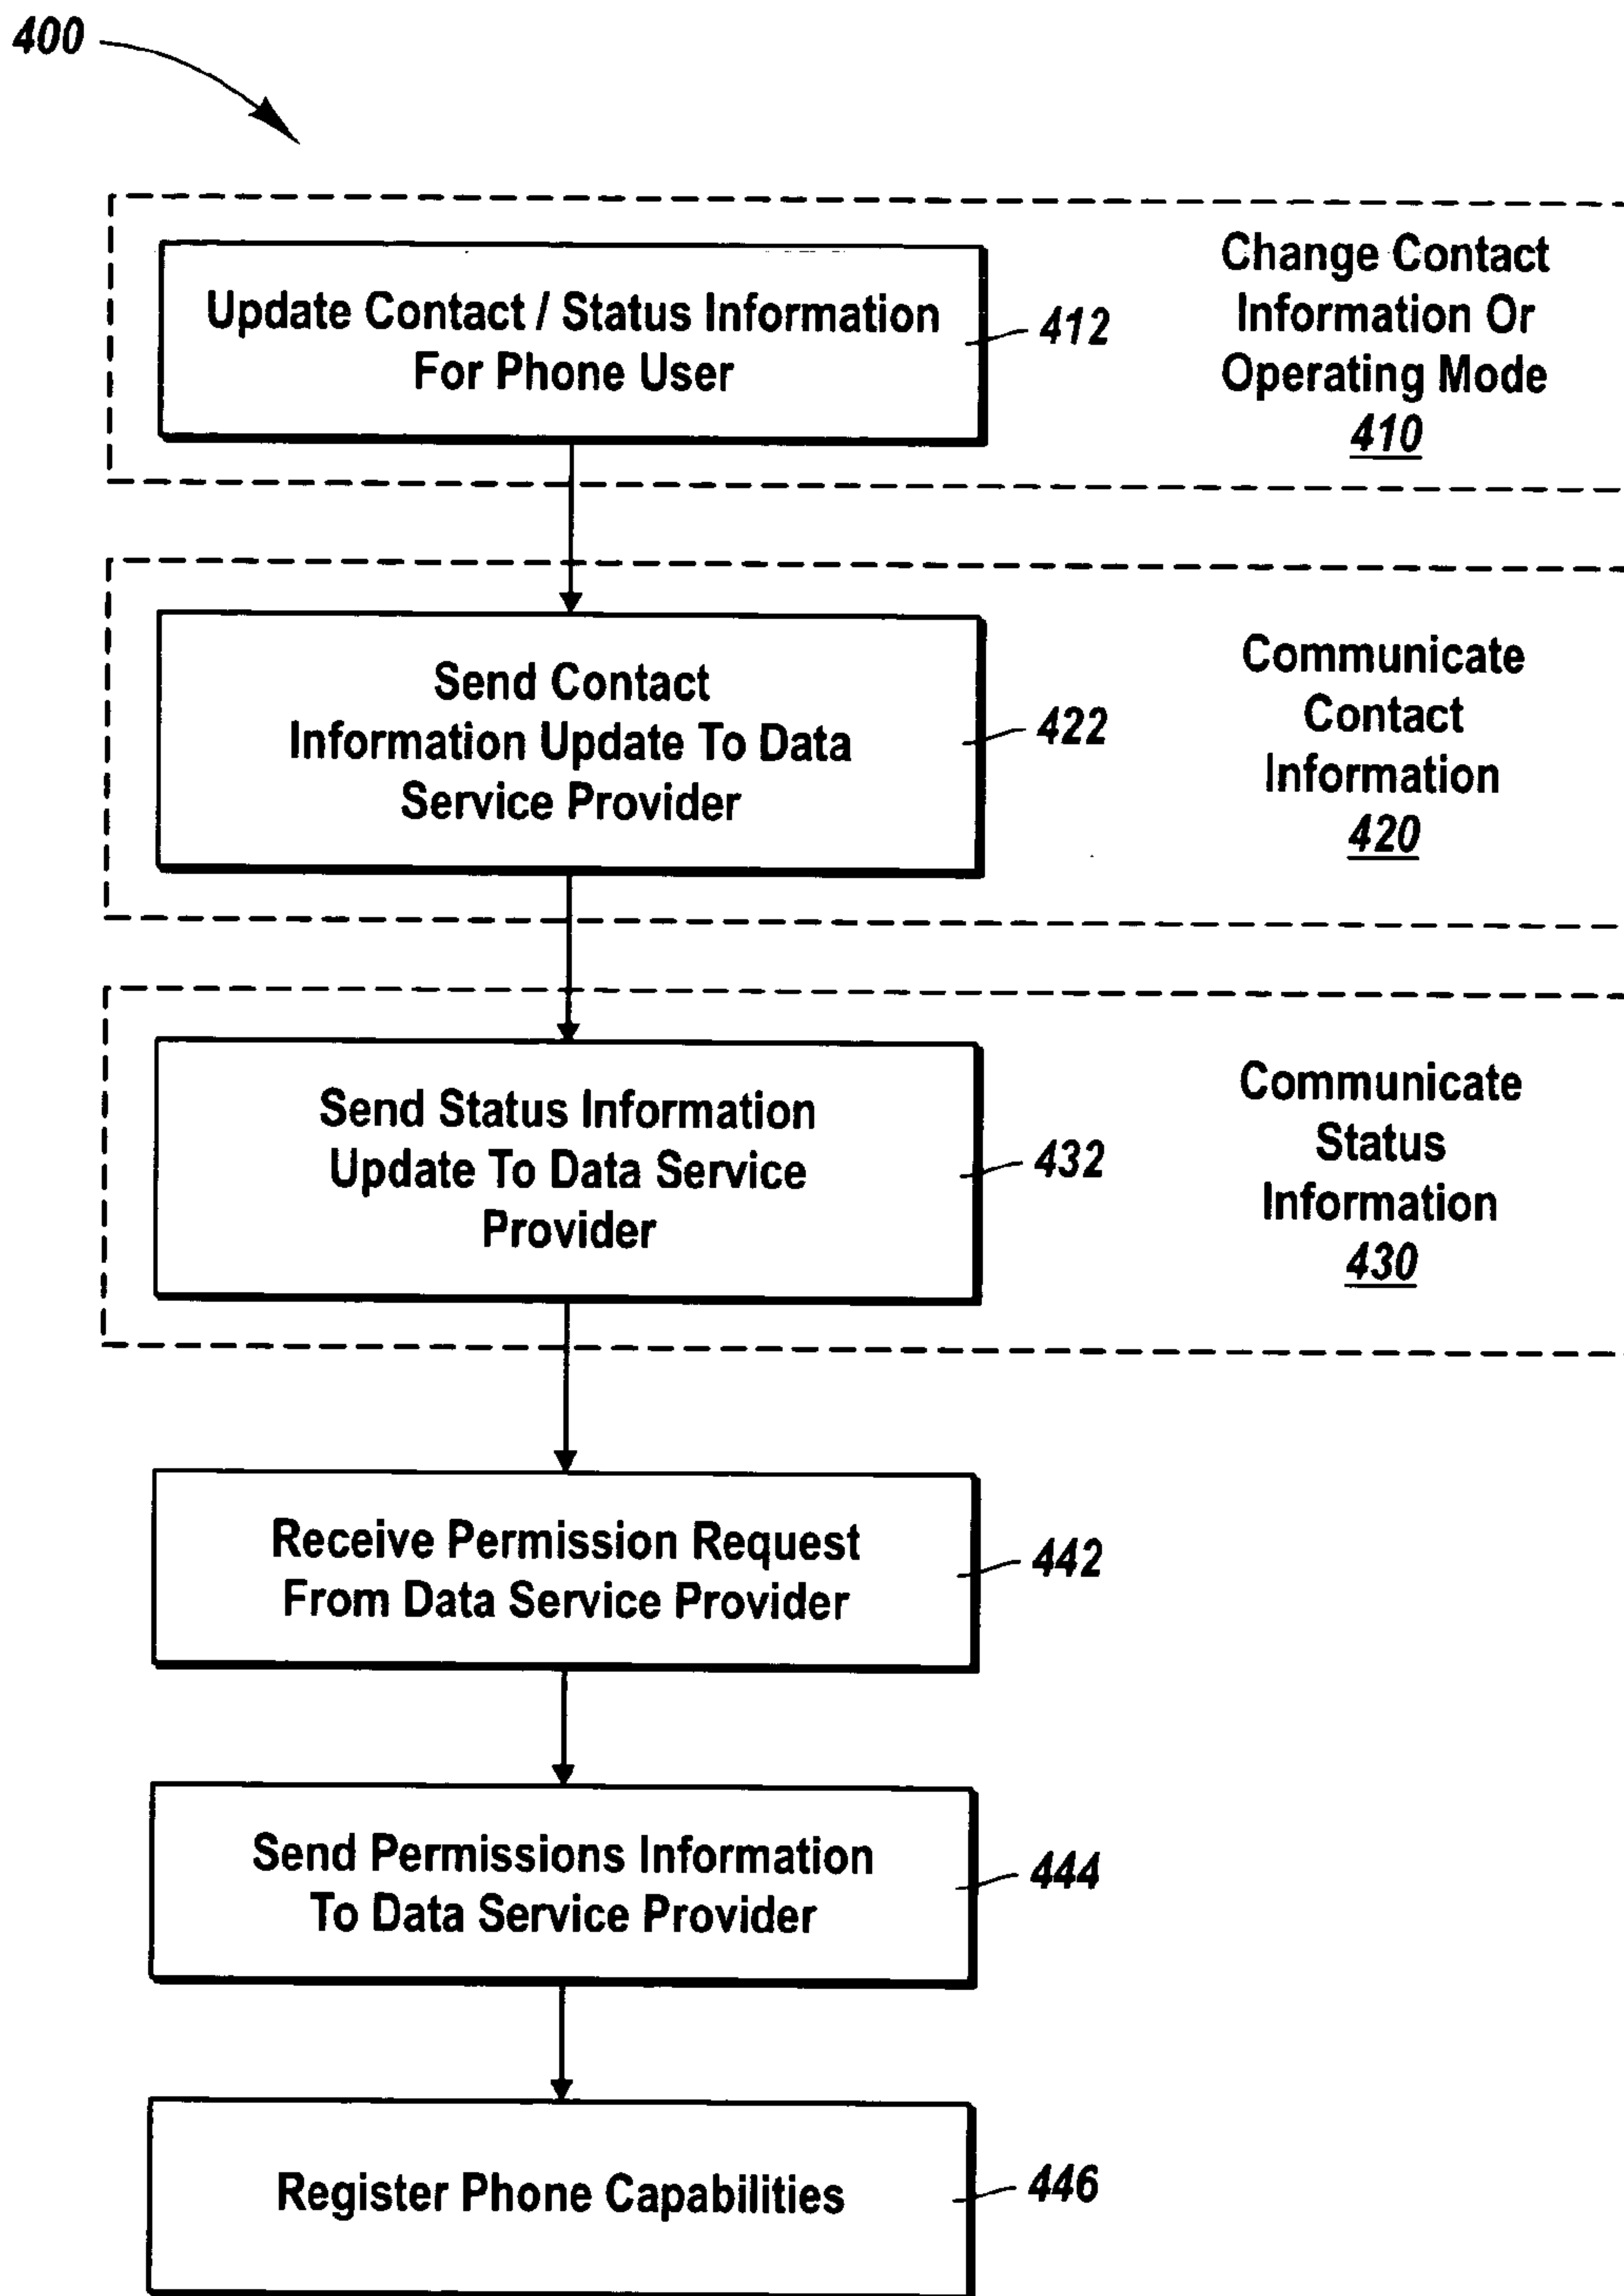 400
Update Contact / Status Information
For Phone User
412
Change Contact
Information Or
Operating Mode
410
Send Contact
Information Update To Data
Service Provider
422
Communicate
Contact
Information
420
Send Status Information
Update To Data Service
Provider
432
Communicate
Status
Information
430
Receive Permission Request
From Data Service Provider
442
Send Permissions Information
To Data Service Provider
444
Register Phone Capabilities
446